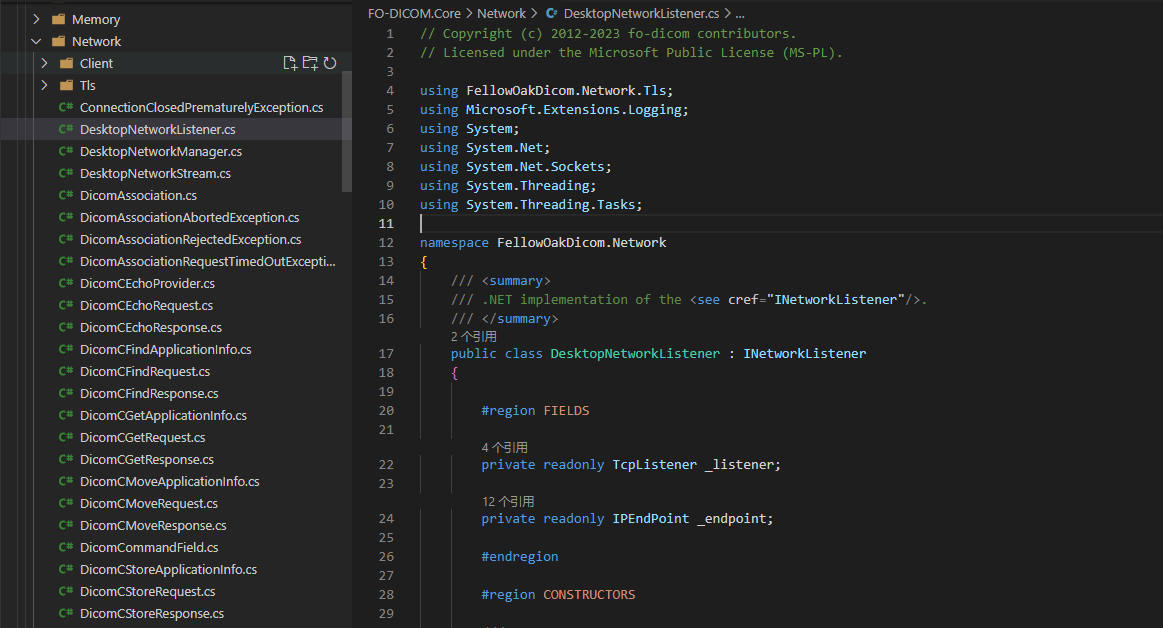 Memory
Network
Client
Tls
ConnectionClosedPrematurelyException.cs
DesktopNetworkListener.cs
DesktopNetworkManager.cs
DesktopNetworkStream.cs
DicomAssociation.cs
DicomAssociationAbortedException.cs
DicomAssociationRejectedException.cs
DicomAssociationRequestTimedOutExcepti...
DicomCEchoProvider.cs
DicomCEchoRequest.cs
DicomCEchoResponse.cs
DicomCFindApplicationInfo.cs
DicomCFindRequest.cs
DicomCFindResponse.cs
DicomCGetApplicationInfo.cs
DicomCGetRequest.cs
DicomCGetResponse.cs
DicomCMoveApplicationInfo.cs
DicomCMoveRequest.cs
DicomCMoveResponse.cs
DicomCommandField.cs
DicomCStoreApplicationInfo.cs
DicomCStoreRequest.cs
DicomCStoreResponse.cs
FO-DICOM.Core > Network > C# DesktopNetworkListener.cs > ...
1 // Copyright (c) 2012-2023 fo-dicom contributors.
2 // Licensed under the Microsoft Public License (MS-PL).
3
4 using FellowOakDicom.Network.Tls;
5 using Microsoft.Extensions.Logging;
6 using System;
7 using System.Net;
8 using System.Net.Sockets;
9 using System.Threading;
10 using System.Threading.Tasks;
11
12 namespace FellowOakDicom.Network
13 {
14 /// <summary>
15 /// .NET implementation of the <see cref="INetworkListener"/>.
16 /// </summary>
2 个引用
17 public class DesktopNetworkListener : INetworkListener
18 {
19
20 #region FIELDS
21
4 个引用
22 private readonly TcpListener _listener;
23
12 个引用
24 private readonly IPEndPoint _endpoint;
25
26 #endregion
27
28 #region CONSTRUCTORS
29